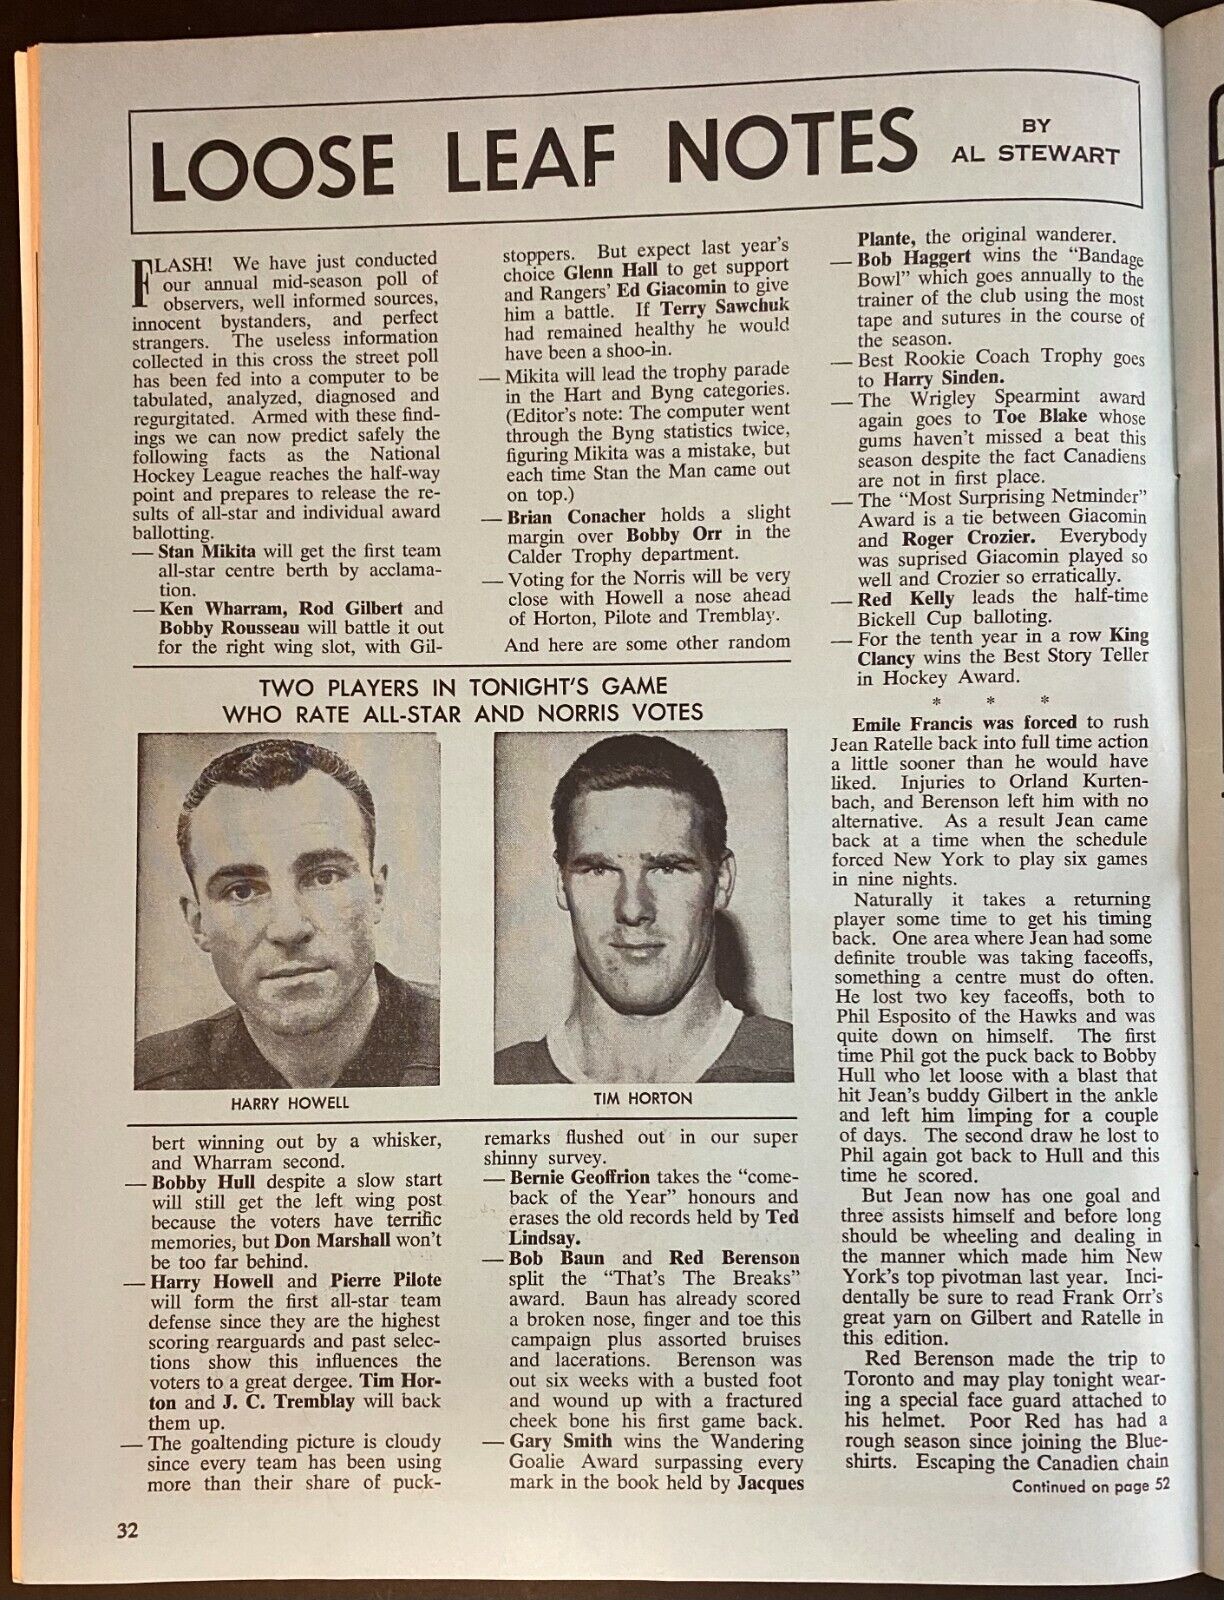 LOOSE LEAF NOTES
BY
AL STEWART
FLASH! We have just conducted
our annual mid-season poll of
observers, well informed sources,
innocent bystanders, and perfect
strangers. The useless information
collected in this cross the street poll
has been fed into a computer to be
tabulated, analyzed, diagnosed and
regurgitated. Armed with these find-
ings we can now predict safely the
following facts as the National
Hockey League reaches the half-way
point and prepares to release the re-
sults of all-star and individual award
ballotting.
— Stan Mikita will get the first team
all-star centre berth by acclama-
tion.
— Ken Wharram, Rod Gilbert and
Bobby Rousseau will battle it out
for the right wing slot, with Gil-
bert winning out by a whisker,
and Wharram second.
— Bobby Hull despite a slow start
will still get the left wing post
because the voters have terrific
memories, but Don Marshall won't
be too far behind.
— Harry Howell and Pierre Pilote
will form the first all-star team
defense since they are the highest
scoring rearguards and past selec-
tions show this influences the
voters to a great dergee. Tim Hor-
ton and J. C. Tremblay will back
them up.
— The goaltending picture is cloudy
since every team has been using
more than their share of puck-
stoppers. But expect last year's
choice Glenn Hall to get support
and Rangers' Ed Giacomin to give
him a battle. If Terry Sawchuk
had remained healthy he would
have been a shoo-in.
— Mikita will lead the trophy parade
in the Hart and Byng categories.
(Editor's note: The computer went
through the Byng statistics twice,
figuring Mikita was a mistake, but
each time Stan the Man came out
on top.)
— Brian Conacher holds a slight
margin over Bobby Orr in the
Calder Trophy department.
— Voting for the Norris will be very
close with Howell a nose ahead
of Horton, Pilote and Tremblay.
And here are some other random
TWO PLAYERS IN TONIGHT'S GAME
WHO RATE ALL-STAR AND NORRIS VOTES
HARRY HOWELL
TIM HORTON
remarks flushed out in our super
shinny survey.
— Bernie Geoffrion takes the "come-
back of the Year" honours and
erases the old records held by Ted
Lindsay.
— Bob Baun and Red Berenson
split the "That's The Breaks"
award. Baun has already scored
a broken nose, finger and toe this
campaign plus assorted bruises
and lacerations. Berenson was
out six weeks with a busted foot
and wound up with a fractured
cheek bone his first game back.
— Gary Smith wins the Wandering
Goalie Award surpassing every
mark in the book held by Jacques
Plante, the original wanderer.
— Bob Haggert wins the "Bandage
Bowl" which goes annually to the
trainer of the club using the most
tape and sutures in the course of
the season.
— Best Rookie Coach Trophy goes
to Harry Sinden.
— The Wrigley Spearmint award
again goes to Toe Blake whose
gums haven't missed a beat this
season despite the fact Canadiens
are not in first place.
— The "Most Surprising Netminder"
Award is a tie between Giacomin
and Roger Crozier. Everybody
was suprised Giacomin played so
well and Crozier so erratically.
— Red Kelly leads the half-time
Bickell Cup balloting.
— For the tenth year in a row King
Clancy wins the Best Story Teller
in Hockey Award.
* * *
Emile Francis was forced to rush
Jean Ratelle back into full time action
a little sooner than he would have
liked. Injuries to Orland Kurten-
bach, and Berenson left him with no
alternative. As a result Jean came
back at a time when the schedule
forced New York to play six games
in nine nights.
Naturally it takes a returning
player some time to get his timing
back. One area where Jean had some
definite trouble was taking faceoffs,
something a centre must do often.
He lost two key faceoffs, both to
Phil Esposito of the Hawks and was
quite down on himself. The first
time Phil got the puck back to Bobby
Hull who let loose with a blast that
hit Jean's buddy Gilbert in the ankle
and left him limping for a couple
of days. The second draw he lost to
Phil again got back to Hull and this
time he scored.
But Jean now has one goal and
three assists himself and before long
should be wheeling and dealing in
the manner which made him New
York's top pivotman last year. Inci-
dentally be sure to read Frank Orr's
great yarn on Gilbert and Ratelle in
this edition.
Red Berenson made the trip to
Toronto and may play tonight wear-
ing a special face guard attached to
his helmet. Poor Red has had a
rough season since joining the Blue-
shirts. Escaping the Canadien chain
Continued on page 52
32